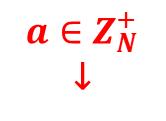 a ∈ Z_N^+
↓